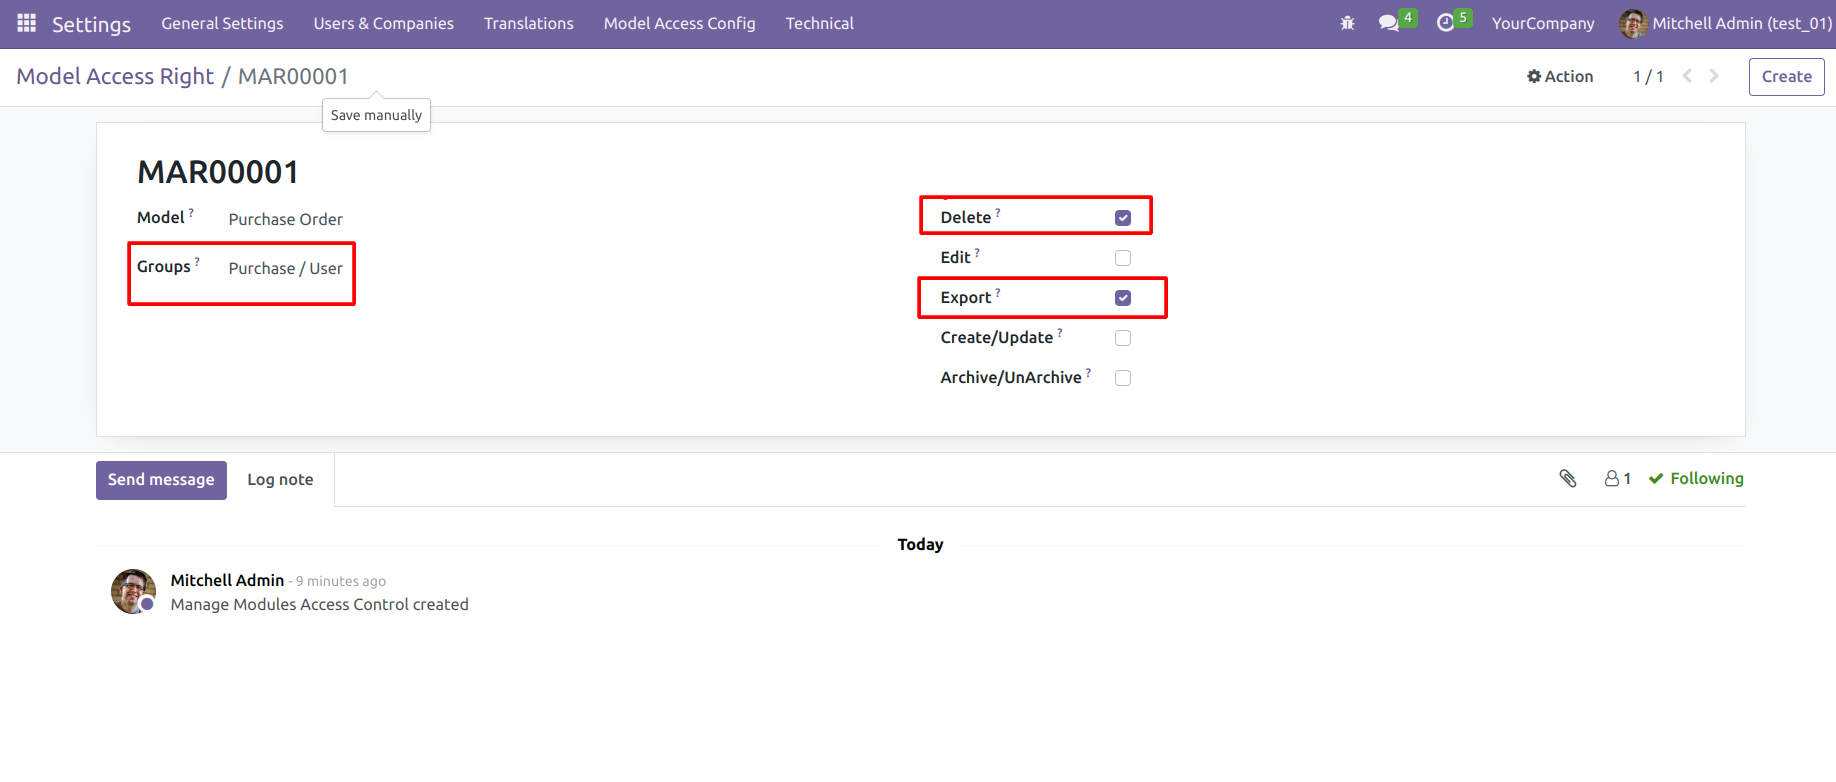 Settings General Settings Users & Companies Translations Model Access Config Technical 4 5 YourCompany Mitchell Admin (test_01)
Model Access Right / MAR00001 Action 1 / 1 Create
Save manually
MAR00001
Model ? Purchase Order
Groups ? Purchase / User
Delete ?
Edit ?
Export ?
Create/Update ?
Archive/UnArchive ?
Send message Log note 1 Following
Today
Mitchell Admin - 9 minutes ago
Manage Modules Access Control created